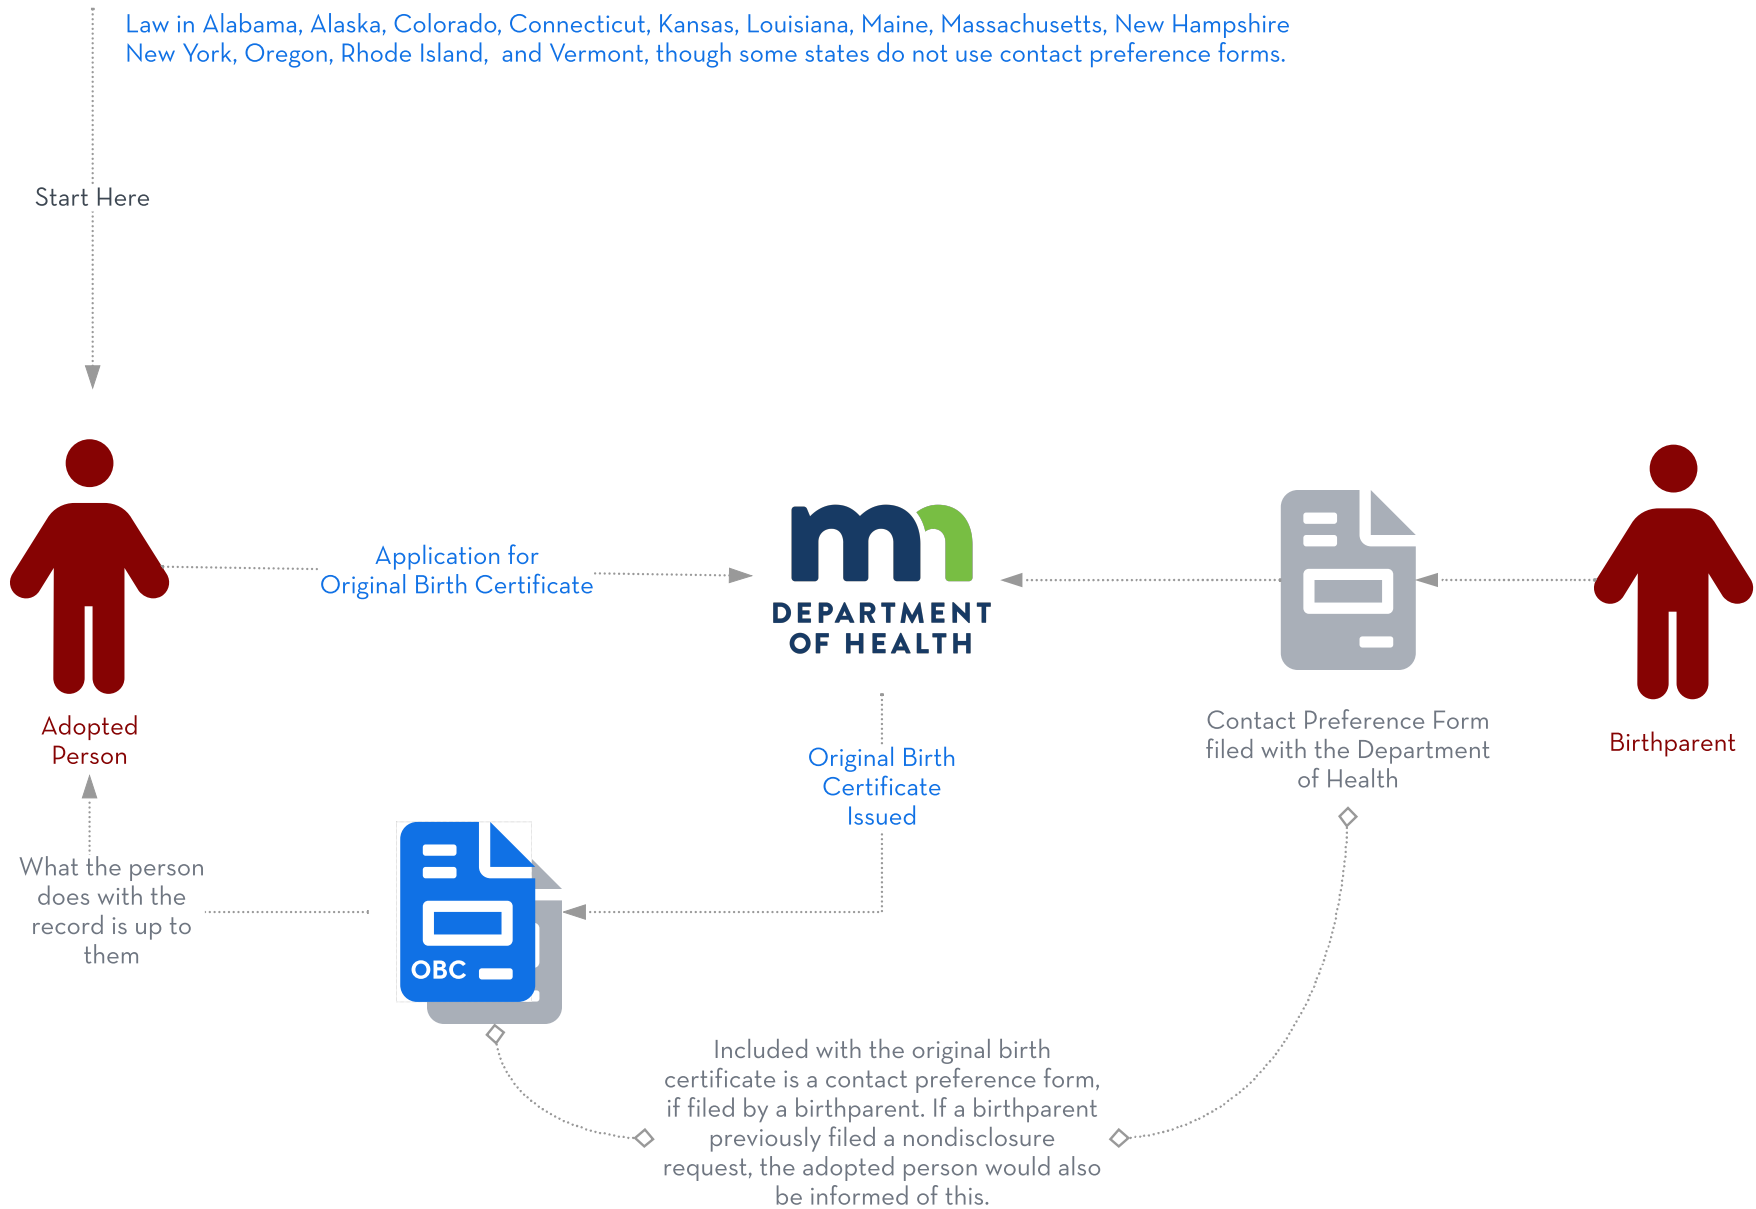 Law in Alabama, Alaska, Colorado, Connecticut, Kansas, Louisiana, Maine, Massachusetts, New Hampshire
New York, Oregon, Rhode Island,  and Vermont, though some states do not use contact preference forms.
Start Here
Application for
Original Birth Certificate
mn
DEPARTMENT
OF HEALTH
Adopted
Person
Contact Preference Form
filed with the Department
of Health
Birthparent
Original Birth
Certificate
Issued
What the person
does with the
record is up to
them
OBC
Included with the original birth
certificate is a contact preference form,
if filed by a birthparent. If a birthparent
previously filed a nondisclosure
request, the adopted person would also
be informed of this.